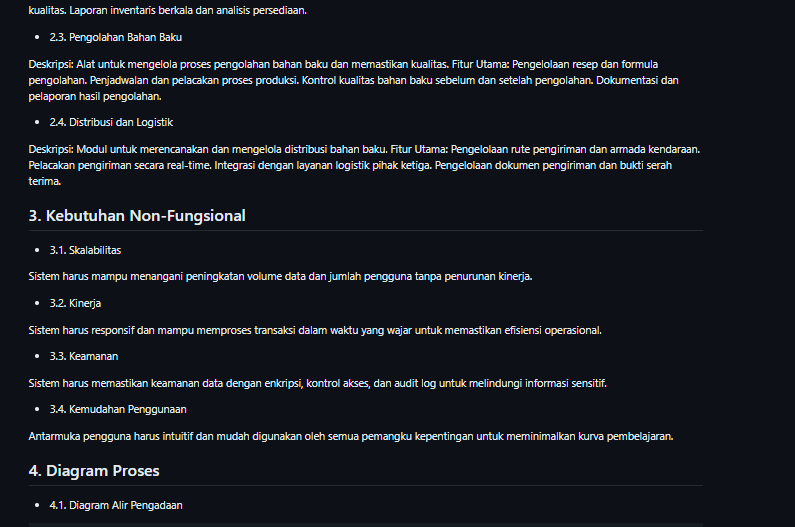 kualitas. Laporan inventaris berkala dan analisis persediaan.
• 2.3. Pengolahan Bahan Baku
Deskripsi: Alat untuk mengelola proses pengolahan bahan baku dan memastikan kualitas. Fitur Utama: Pengelolaan resep dan formula
pengolahan. Penjadwalan dan pelacakan proses produksi. Kontrol kualitas bahan baku sebelum dan setelah pengolahan. Dokumentasi dan
pelaporan hasil pengolahan.
• 2.4. Distribusi dan Logistik
Deskripsi: Modul untuk merencanakan dan mengelola distribusi bahan baku. Fitur Utama: Pengelolaan rute pengiriman dan armada kendaraan.
Pelacakan pengiriman secara real-time. Integrasi dengan layanan logistik pihak ketiga. Pengelolaan dokumen pengiriman dan bukti serah
terima.
3. Kebutuhan Non-Fungsional
• 3.1. Skalabilitas
Sistem harus mampu menangani peningkatan volume data dan jumlah pengguna tanpa penurunan kinerja.
• 3.2. Kinerja
Sistem harus responsif dan mampu memproses transaksi dalam waktu yang wajar untuk memastikan efisiensi operasional.
• 3.3. Keamanan
Sistem harus memastikan keamanan data dengan enkripsi, kontrol akses, dan audit log untuk melindungi informasi sensitif.
• 3.4. Kemudahan Penggunaan
Antarmuka pengguna harus intuitif dan mudah digunakan oleh semua pemangku kepentingan untuk meminimalkan kurva pembelajaran.
4. Diagram Proses
• 4.1. Diagram Alir Pengadaan